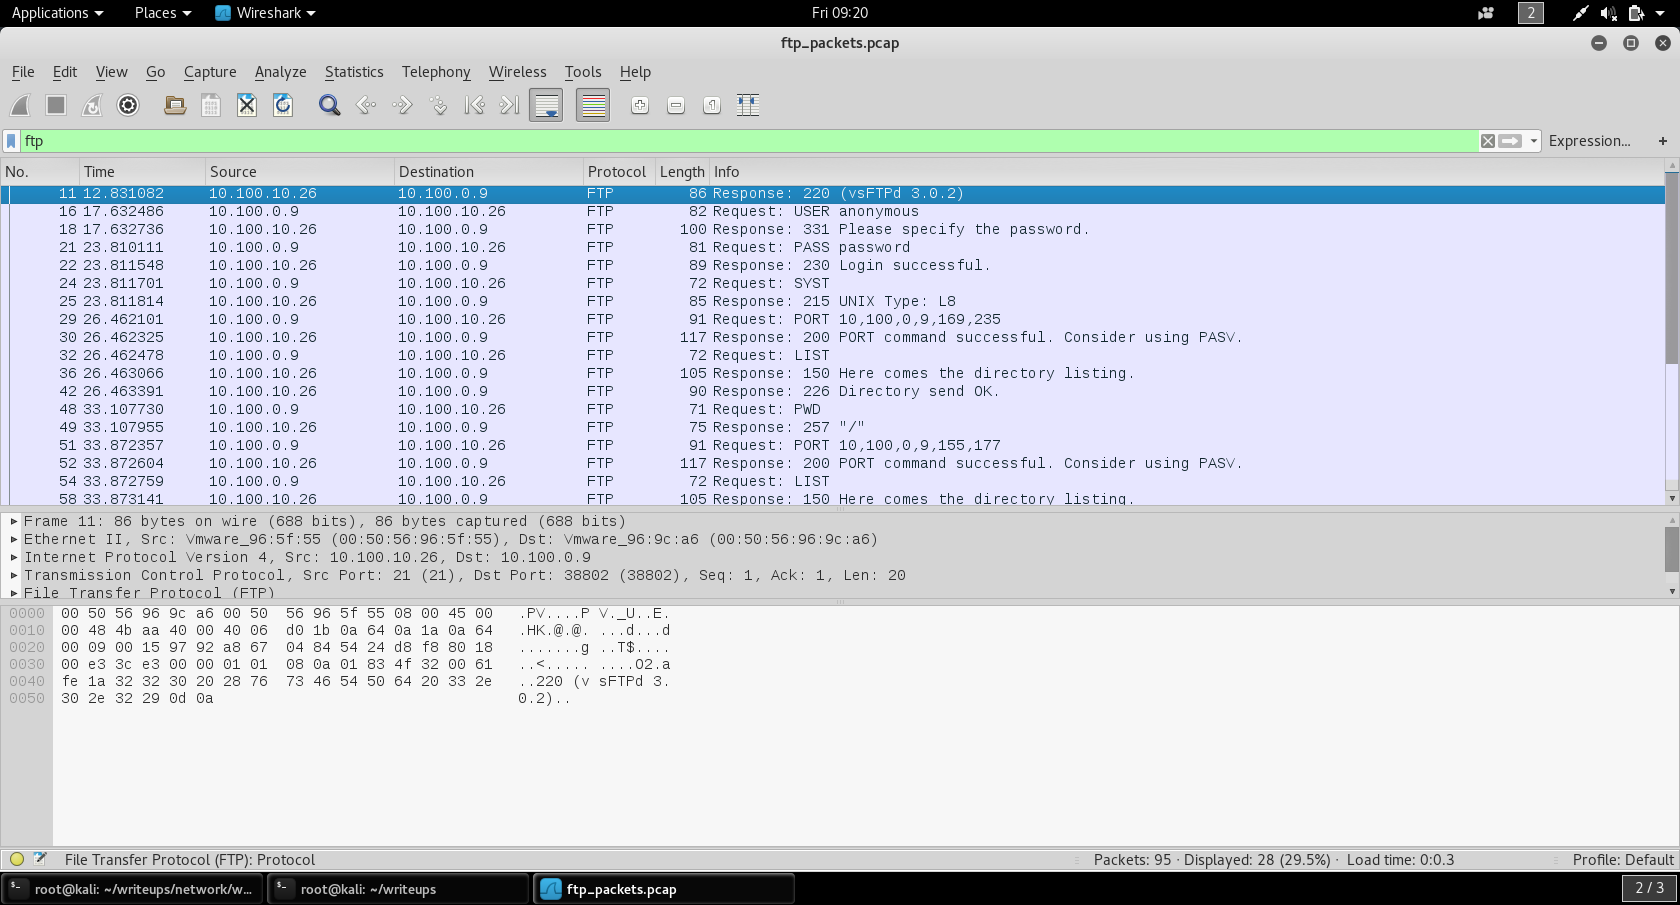 Applications Places Wireshark Fri 09:20 2
ftp_packets.pcap
File Edit View Go Capture Analyze Statistics Telephony Wireless Tools Help
ftp Expression... +
No. Time Source Destination Protocol Length Info
11 12.831082 10.100.10.26 10.100.0.9 FTP 86 Response: 220 (vsFTPd 3.0.2)
16 17.632486 10.100.0.9 10.100.10.26 FTP 82 Request: USER anonymous
18 17.632736 10.100.10.26 10.100.0.9 FTP 100 Response: 331 Please specify the password.
21 23.810111 10.100.0.9 10.100.10.26 FTP 81 Request: PASS password
22 23.811548 10.100.10.26 10.100.0.9 FTP 89 Response: 230 Login successful.
24 23.811701 10.100.0.9 10.100.10.26 FTP 72 Request: SYST
25 23.811814 10.100.10.26 10.100.0.9 FTP 85 Response: 215 UNIX Type: L8
29 26.462101 10.100.0.9 10.100.10.26 FTP 91 Request: PORT 10,100,0,9,169,235
30 26.462325 10.100.10.26 10.100.0.9 FTP 117 Response: 200 PORT command successful. Consider using PASV.
32 26.462478 10.100.0.9 10.100.10.26 FTP 72 Request: LIST
36 26.463066 10.100.10.26 10.100.0.9 FTP 105 Response: 150 Here comes the directory listing.
42 26.463391 10.100.10.26 10.100.0.9 FTP 90 Response: 226 Directory send OK.
48 33.107730 10.100.0.9 10.100.10.26 FTP 71 Request: PWD
49 33.107955 10.100.10.26 10.100.0.9 FTP 75 Response: 257 "/"
51 33.872357 10.100.0.9 10.100.10.26 FTP 91 Request: PORT 10,100,0,9,155,177
52 33.872604 10.100.10.26 10.100.0.9 FTP 117 Response: 200 PORT command successful. Consider using PASV.
54 33.872759 10.100.0.9 10.100.10.26 FTP 72 Request: LIST
58 33.873141 10.100.10.26 10.100.0.9 FTP 105 Response: 150 Here comes the directory listing.
Frame 11: 86 bytes on wire (688 bits), 86 bytes captured (688 bits)
Ethernet II, Src: Vmware_96:5f:55 (00:50:56:96:5f:55), Dst: Vmware_96:9c:a6 (00:50:56:96:9c:a6)
Internet Protocol Version 4, Src: 10.100.10.26, Dst: 10.100.0.9
Transmission Control Protocol, Src Port: 21 (21), Dst Port: 38802 (38802), Seq: 1, Ack: 1, Len: 20
File Transfer Protocol (FTP)
0000 00 50 56 96 9c a6 00 50 56 96 5f 55 08 00 45 00 .PV....P V._U..E.
0010 00 48 4b aa 40 00 40 06 d0 1b 0a 64 0a 1a 0a 64 .HK.@.@. ...d...d
0020 00 09 00 15 97 92 a8 67 04 84 54 24 d8 f8 80 18 .......g ..T$....
0030 00 e3 3c e3 00 00 01 01 08 0a 01 83 4f 32 00 61 ..<..... ....O2.a
0040 fe 1a 32 32 30 20 28 76 73 46 54 50 64 20 33 2e ..220 (v sFTPd 3.
0050 30 2e 32 29 0d 0a 0.2)..
File Transfer Protocol (FTP): Protocol Packets: 95 · Displayed: 28 (29.5%) · Load time: 0:0.3 Profile: Default
root@kali: ~/writeups/network/w... root@kali: ~/writeups ftp_packets.pcap 2 / 3